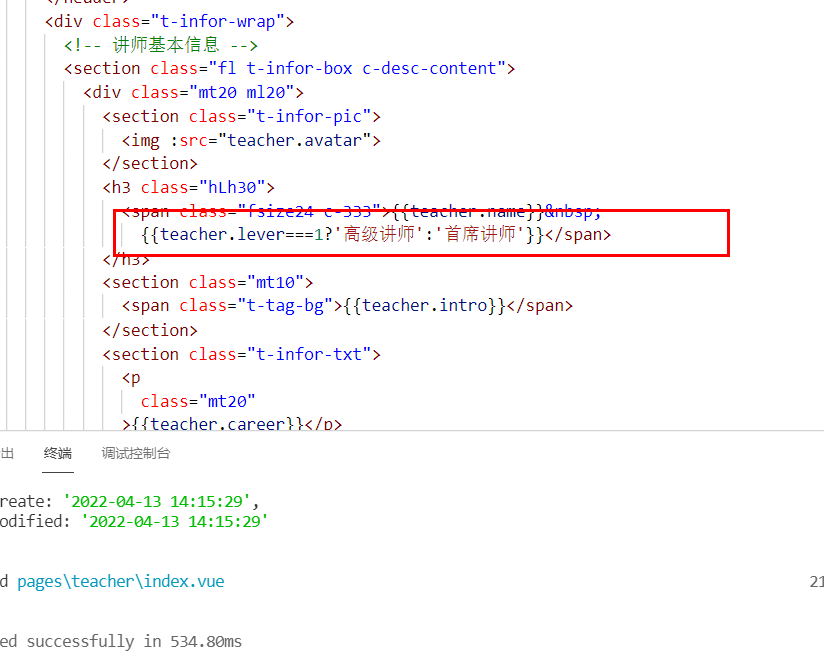 </header>
<div class="t-infor-wrap">
<!-- 讲师基本信息 -->
<section class="fl t-infor-box c-desc-content">
<div class="mt20 ml20">
<section class="t-infor-pic">
<img :src="teacher.avatar">
</section>
<h3 class="hLh30">
<span class="fsize24 c-333">{{teacher.name}}&nbsp;
{{teacher.lever===1?'高级讲师':'首席讲师'}}</span>
</h3>
<section class="mt10">
<span class="t-tag-bg">{{teacher.intro}}</span>
</section>
<section class="t-infor-txt">
<p
class="mt20"
>{{teacher.career}}</p>
出 终端 调试控制台
reate: '2022-04-13 14:15:29',
odified: '2022-04-13 14:15:29'
d pages\teacher\index.vue 21
ed successfully in 534.80ms